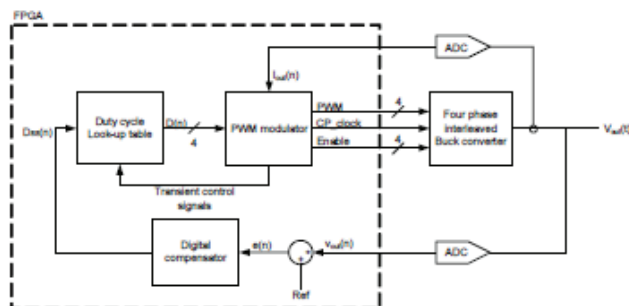 FPGA
ADC
Iout(n)
Dss(n)
Duty cycle
Look-up table
D(n)
4
PWM modulator
PWM
4
CP_clock
Enable
4
Four phase
interleaved
Buck converter
Vout(t)
Transient control
signals
Digital
compensator
e(n)
+
-
vout(n)
ADC
Ref